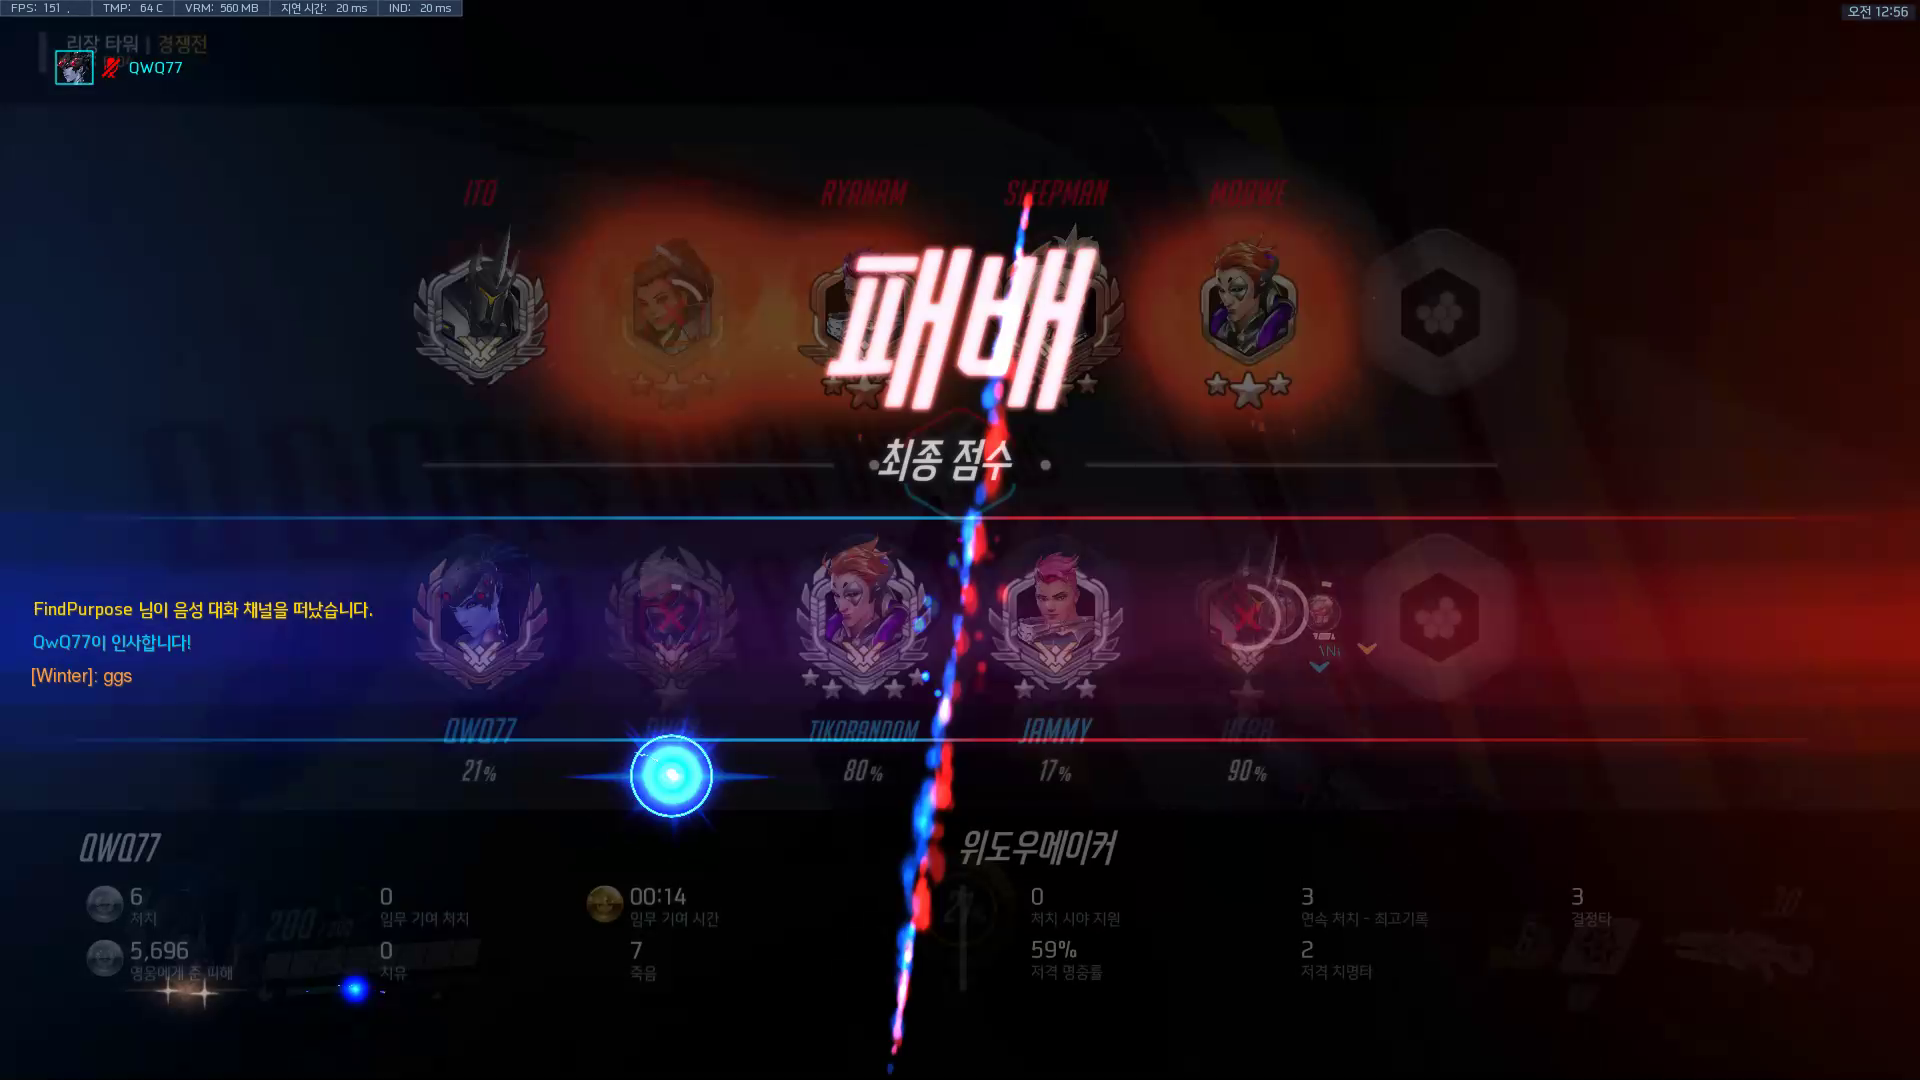 FPS: 151 . TMP: 64 C VRM: 560 MB 지연 시간: 20 ms IND: 20 ms
오전 12:56
리장 타워 | 경쟁전
QWQ77
ITO RYANAM SLEEPMAN
패배
최종 점수
FindPurpose 님이 음성 대화 채널을 떠났습니다.
QwQ77이 인사합니다!
[Winter]: ggs
QWQ77 TIKORANDOM JAMMY
21% 80% 17% 90%
QWQ77
위도우메이커
6 0 00:14 0 3 3
처치 임무 기여 처치 임무 기여 시간 처치 시야 지원 연속 처치 - 최고기록 결정타
5,696 0 7 59% 2
영웅에게 준 피해 치유 죽음 저격 명중률 저격 치명타